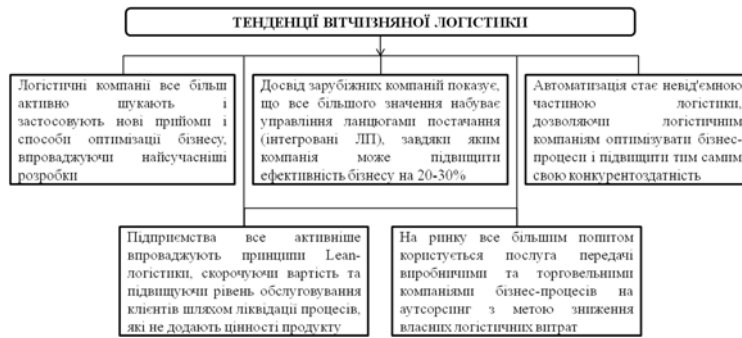 ТЕНДЕНЦІЇ ВІТЧИЗНЯНОЇ ЛОГІСТИКИ
Логістичні компанії все більш
активно шукають і
застосовують нові прийоми і
способи оптимізації бізнесу,
впроваджуючи найсучасніші
розробки
Досвід зарубіжних компаній показує,
що все більшого значення набуває
управління ланцюгами постачання
(інтегровані ЛП), завдяки яким
компанія може підвищити
ефективність бізнесу на 20-30%
Автоматизація стає невід'ємною
частиною логістики,
дозволяючи логістичним
компаніям оптимізувати бізнес-
процеси і підвищити тим самим
свою конкурентоздатність
Підприємства все активніше
впроваджують принципи Lean-
логістики, скорочуючи вартість та
підвищуючи рівень обслуговування
клієнтів шляхом ліквідації процесів,
які не додають цінності продукту
На ринку все більшим попитом
користується послуга передачі
виробничими та торговельними
компаніями бізнес-процесів на
аутсорсинг з метою зниження
власних логістичних витрат